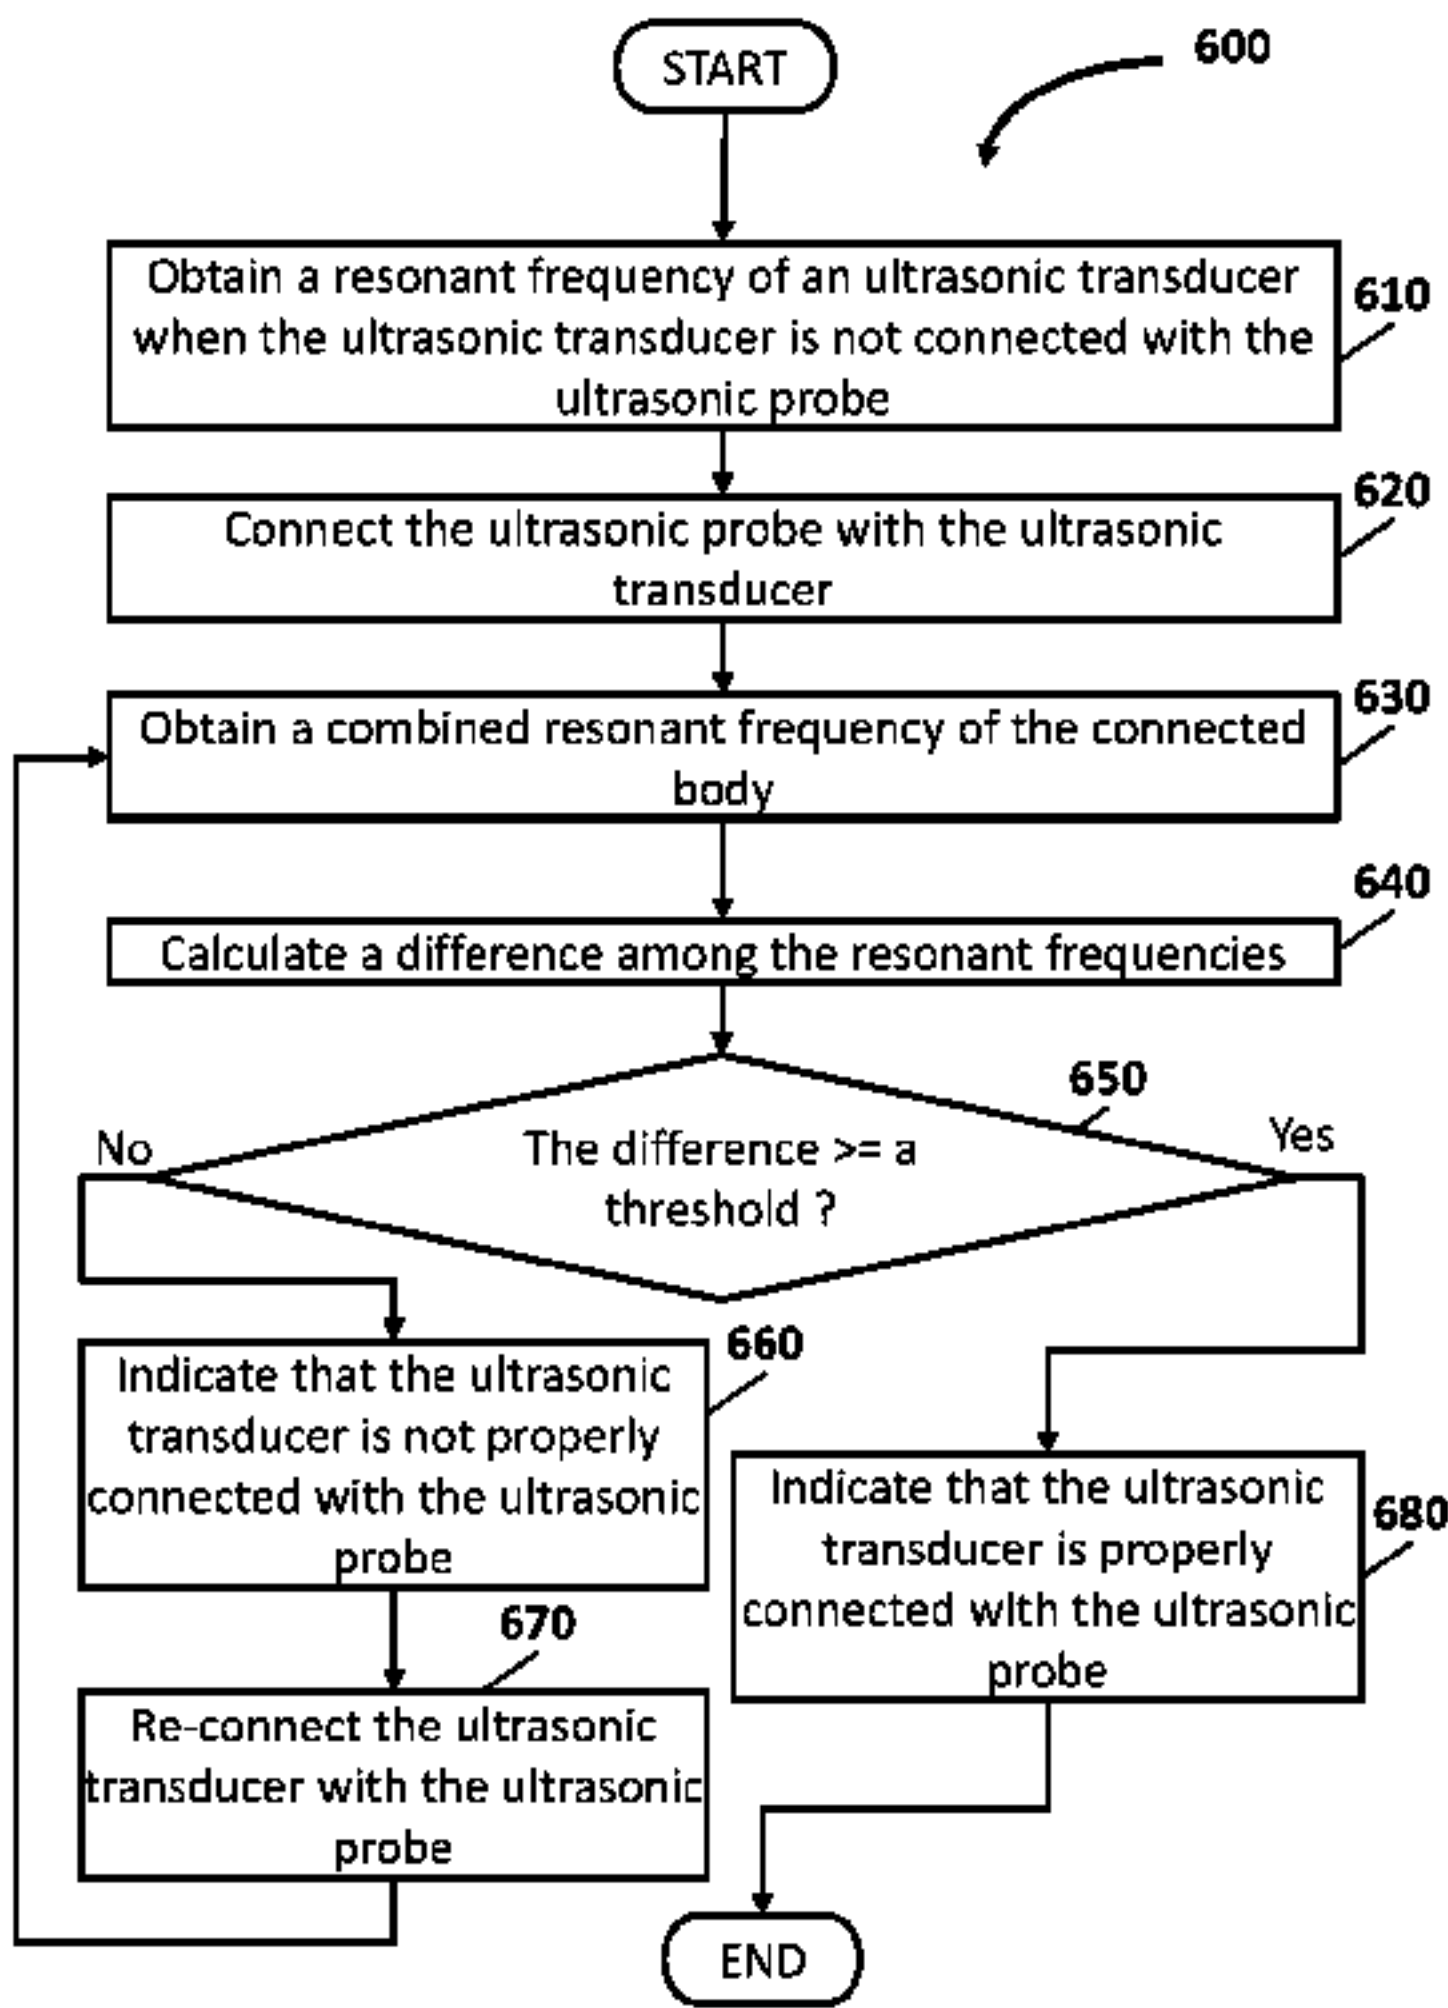 START
600
Obtain a resonant frequency of an ultrasonic transducer
when the ultrasonic transducer is not connected with the
ultrasonic probe
610
Connect the ultrasonic probe with the ultrasonic
transducer
620
Obtain a combined resonant frequency of the connected
body
630
Calculate a difference among the resonant frequencies
640
650
The difference >= a
threshold ?
No
Yes
Indicate that the ultrasonic
transducer is not properly
connected with the ultrasonic
probe
660
Indicate that the ultrasonic
transducer is properly
connected with the ultrasonic
probe
680
670
Re-connect the ultrasonic
transducer with the ultrasonic
probe
END